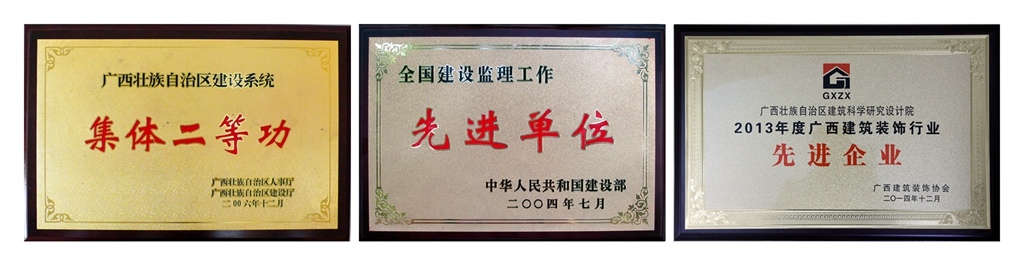 广西壮族自治区建设系统
集体二等功
广西壮族自治区人事厅
广西壮族自治区建设厅
二00六年十二月
全国建设监理工作
先进单位
中华人民共和国建设部
二〇〇四年七月
GXZX
广西壮族自治区建筑科学研究设计院
2013年度广西建筑装饰行业
先进企业
广西建筑装饰协会
二〇一四年十二月